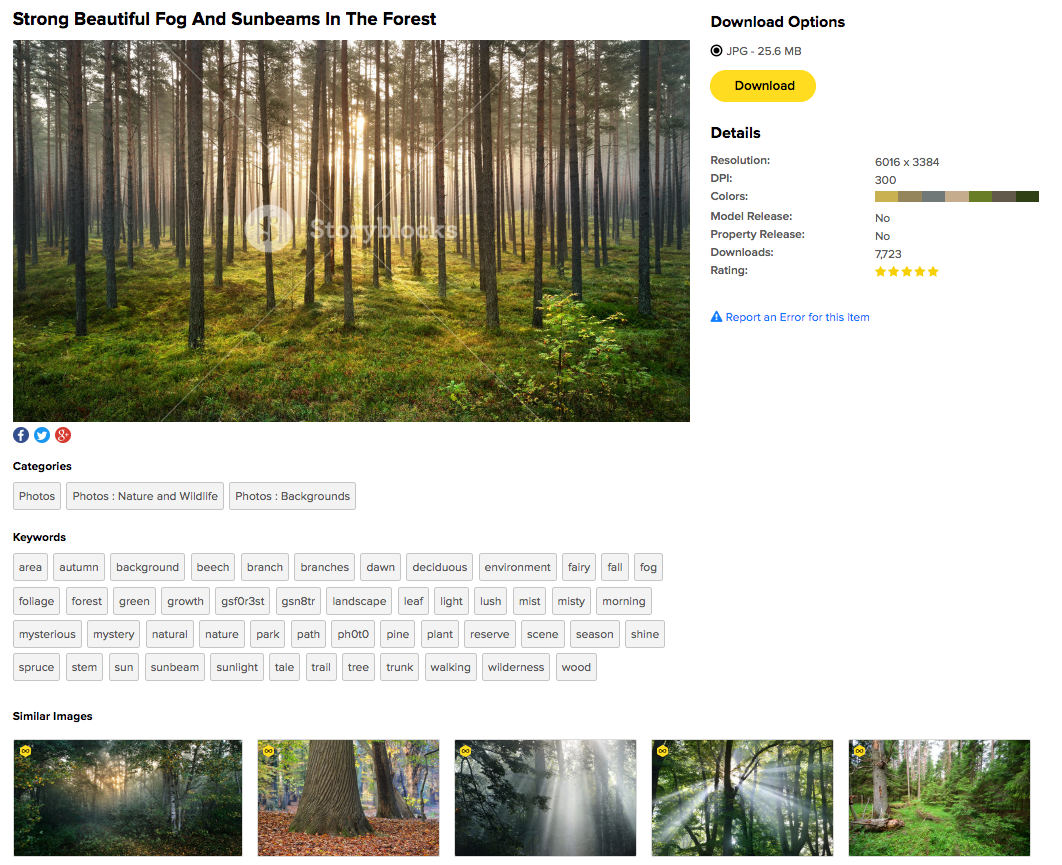 Strong Beautiful Fog And Sunbeams In The Forest
Storyblocks
Categories
Photos Photos : Nature and Wildlife Photos : Backgrounds
Keywords
area autumn background beech branch branches dawn deciduous environment fairy fall fog
foliage forest green growth gsf0r3st gsn8tr landscape leaf light lush mist misty morning
mysterious mystery natural nature park path ph0t0 pine plant reserve scene season shine
spruce stem sun sunbeam sunlight tale trail tree trunk walking wilderness wood
Similar Images
Download Options
JPG - 25.6 MB
Download
Details
Resolution: 6016 x 3384
DPI: 300
Colors:
Model Release: No
Property Release: No
Downloads: 7,723
Rating:
Report an Error for this Item